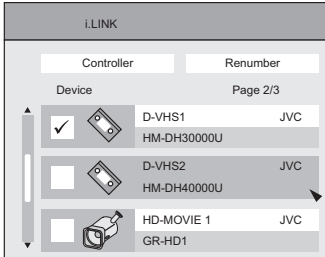 i.LINK
Controller Renumber
Device Page 2/3
D-VHS1 JVC
HM-DH30000U
D-VHS2 JVC
HM-DH40000U
HD-MOVIE 1 JVC
GR-HD1